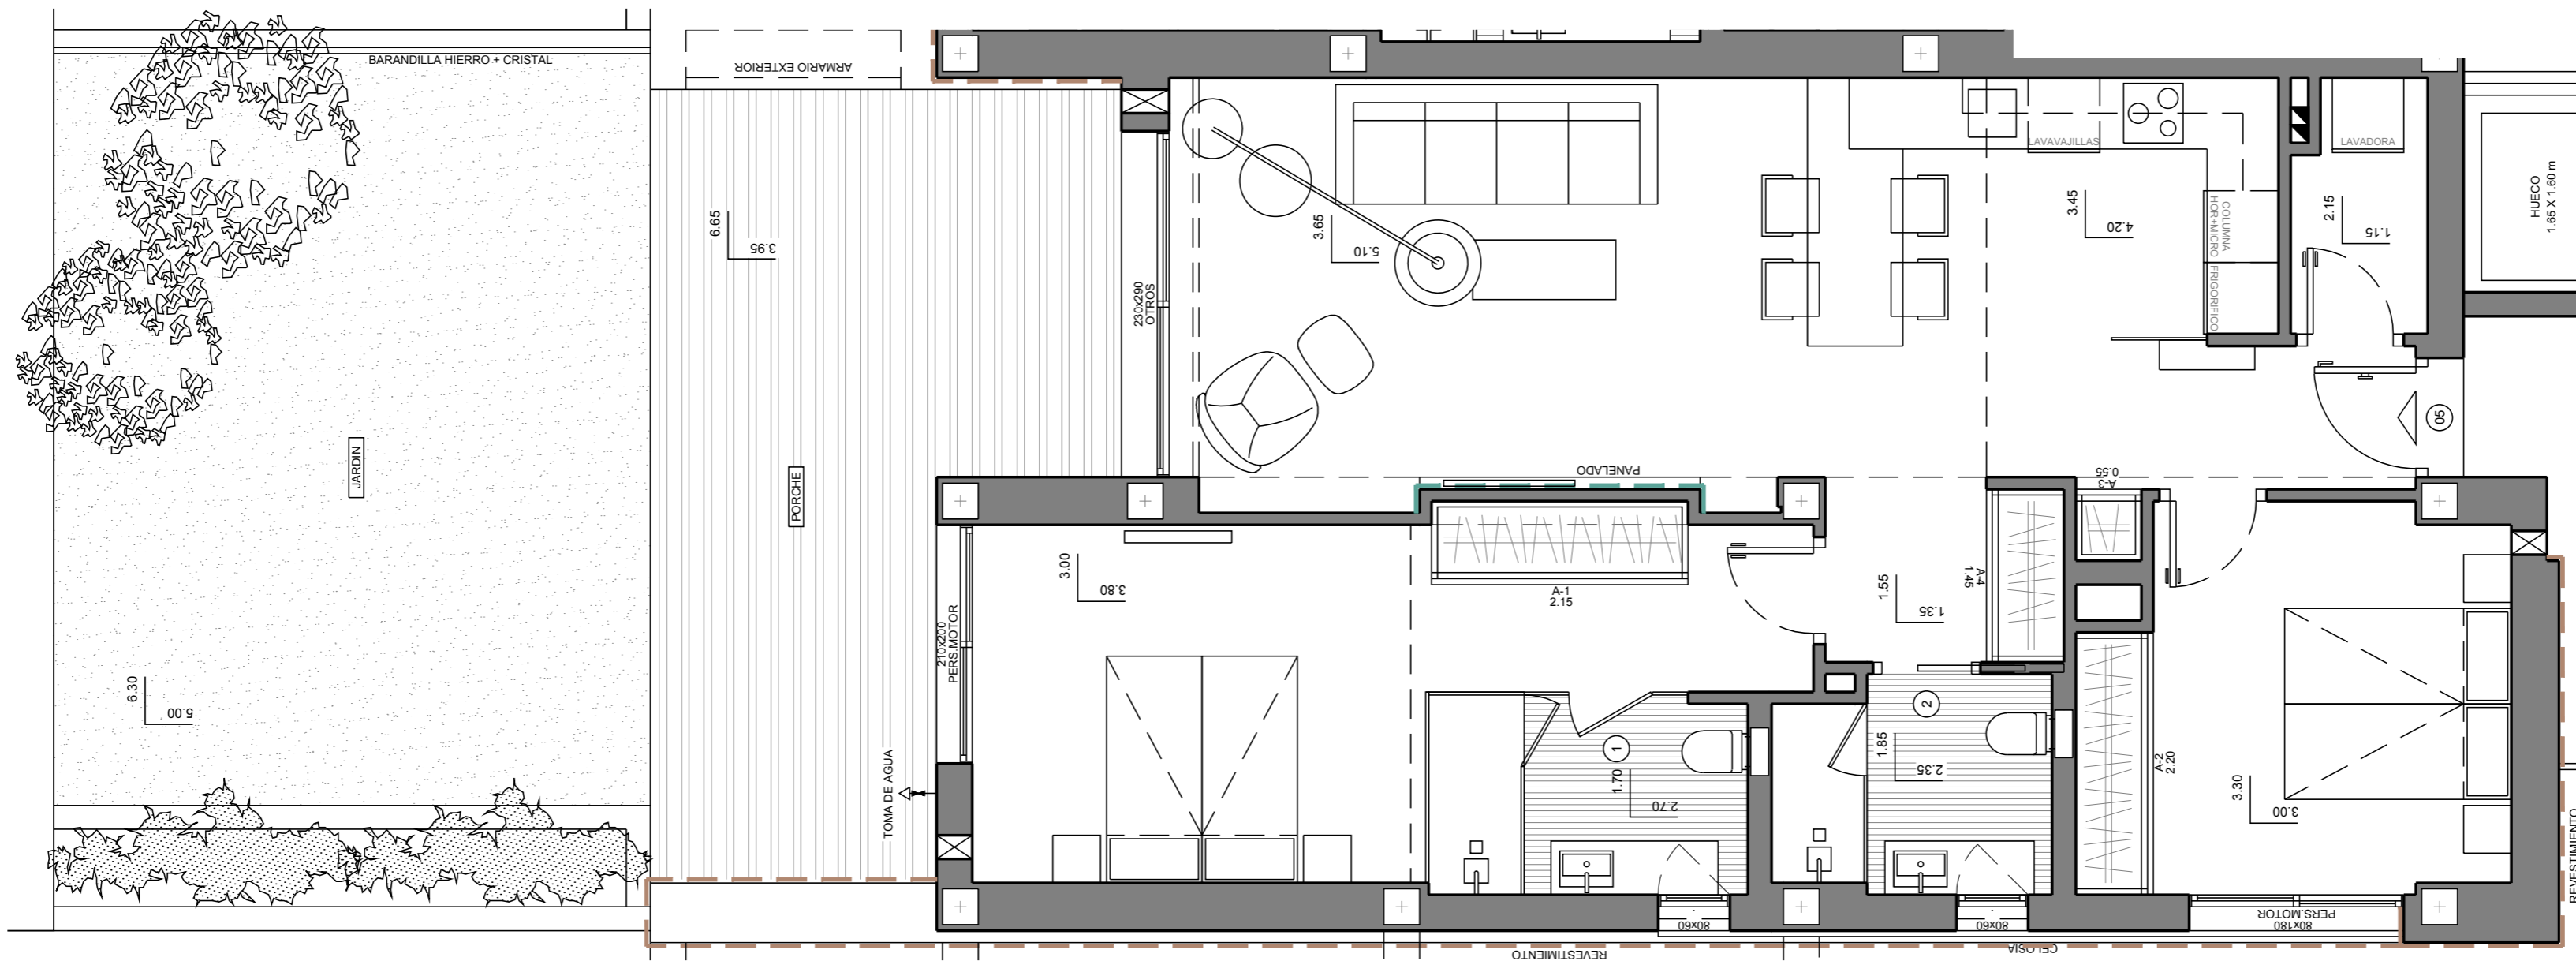 BARANDILLA HIERRO + CRISTAL
ARMARIO EXTERIOR
6.65
3.95
JARDIN
PORCHE
6.30
5.00
TOMA DE AGUA
230x290
OTROS
3.65
5.10
LAVAVAJILLAS
3.45
4.20
COLUMNA
HOR+MICRO
FRIGORIFICO
LAVADORA
2.15
1.15
HUECO
1.65 X 1.60 m
05
PANELADO
210x200
PERS.MOTOR
3.00
3.80
A-1
2.15
1.55
1.35
A-4
1.45
A-3
0.55
1
1.70
2.70
2
1.85
2.35
A-2
2.20
3.30
3.00
80x60
80x60
80x180
PERS.MOTOR
REVESTIMIENTO
CELOSIA
REVESTIMIENTO